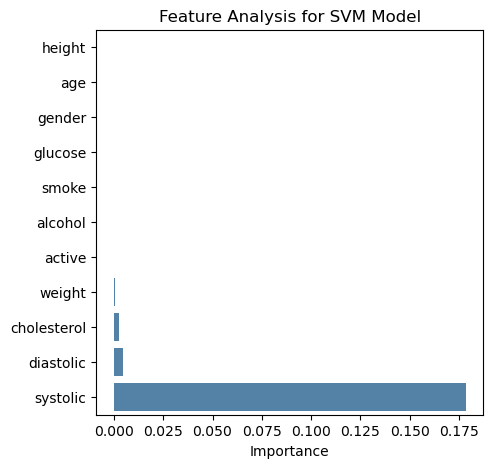 Feature Analysis for SVM Model
height
age
gender
glucose
smoke
alcohol
active
weight
cholesterol
diastolic
systolic
0.000 0.025 0.050 0.075 0.100 0.125 0.150 0.175
Importance